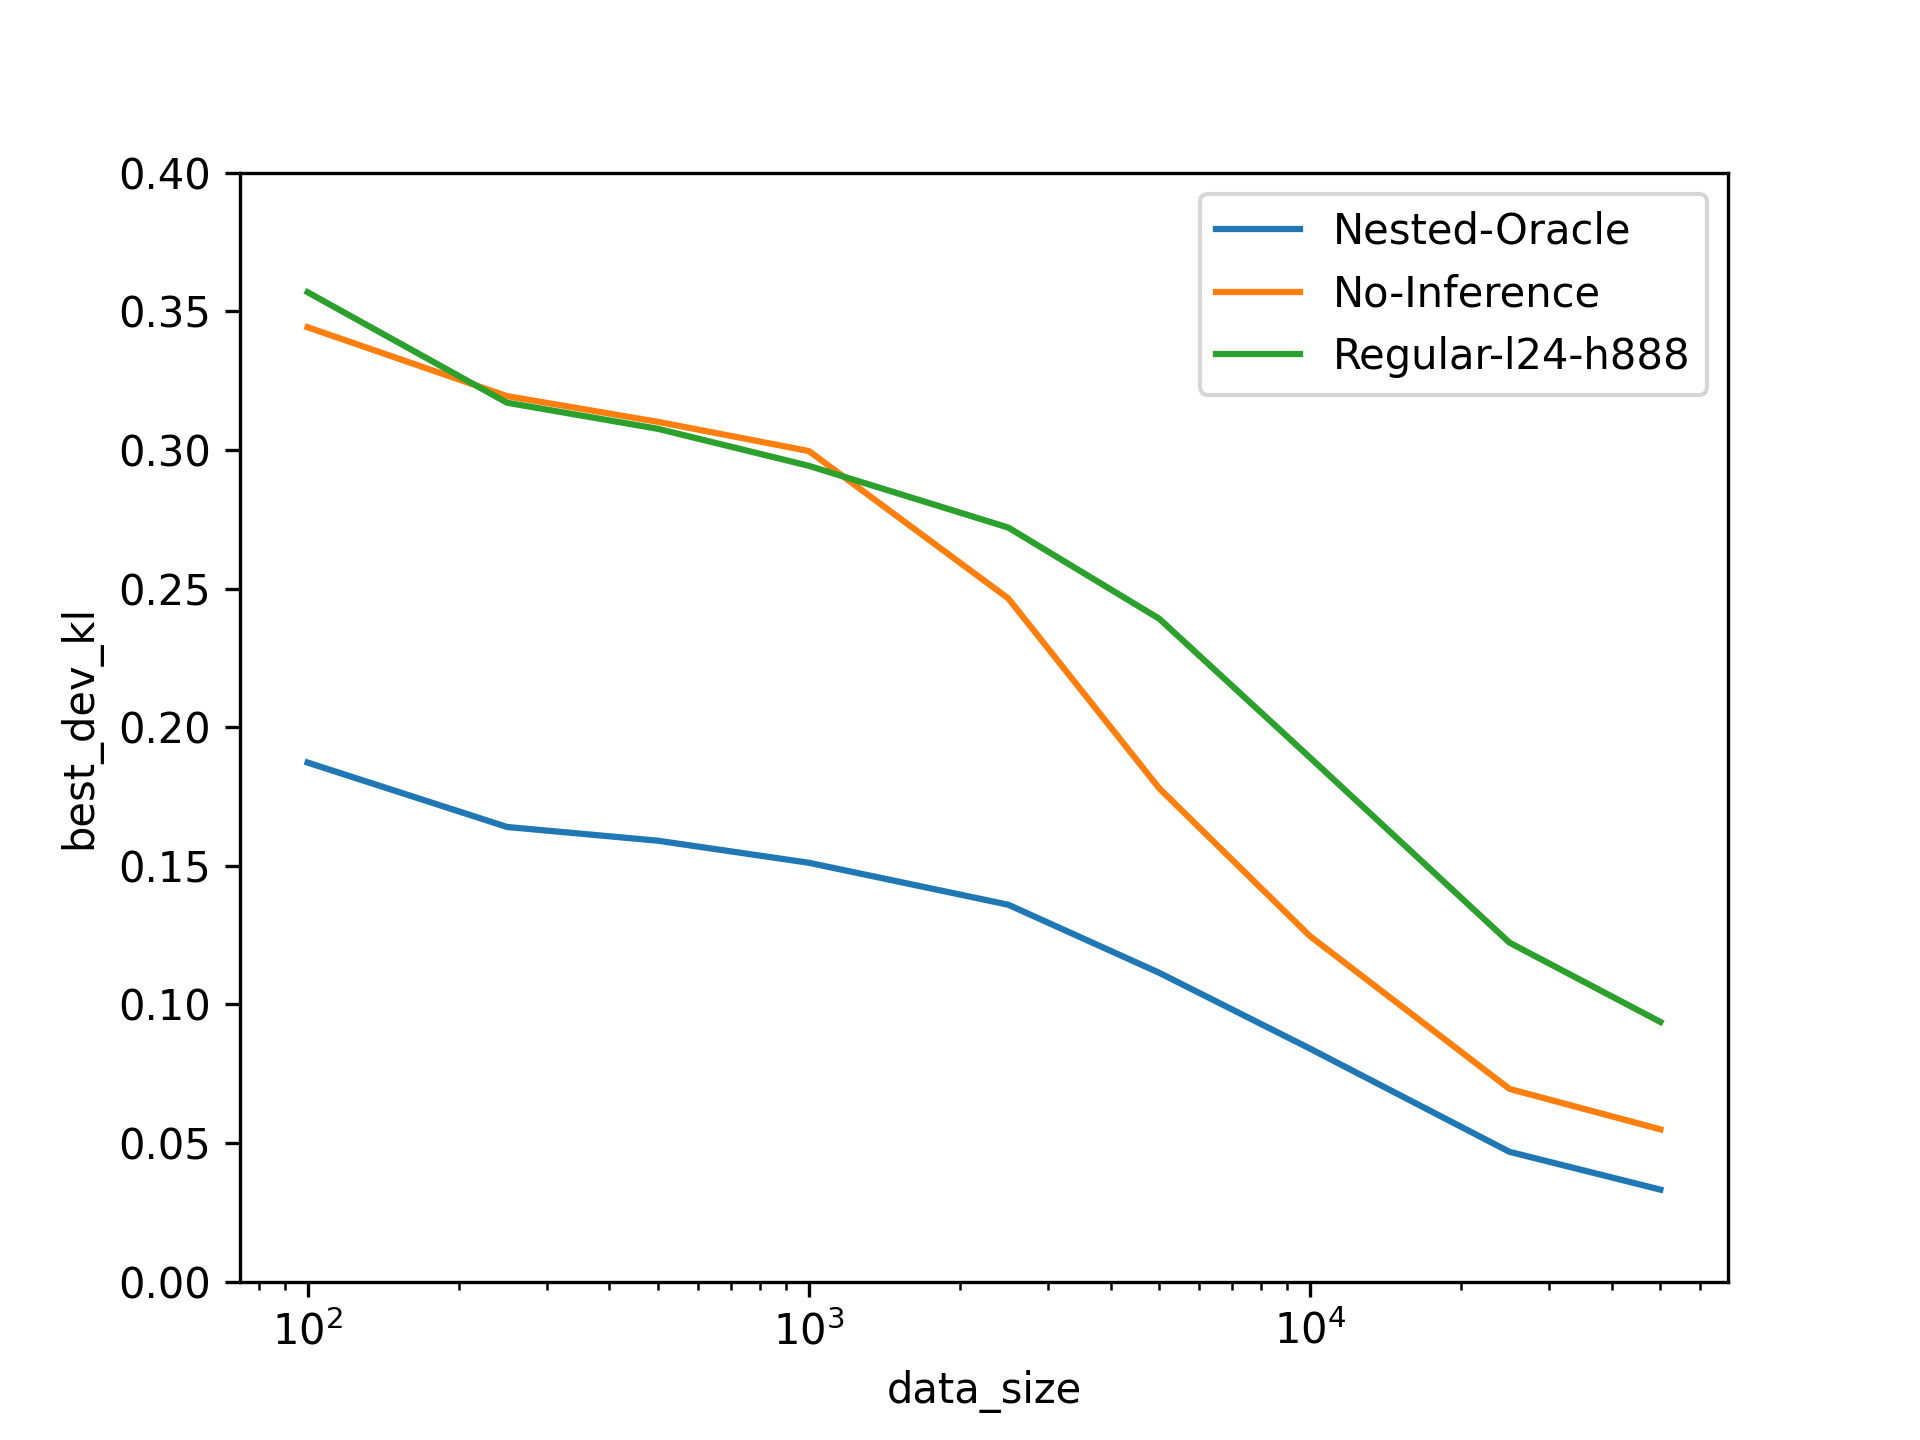 0.40
0.35
0.30
0.25
0.20
0.15
0.10
0.05
0.00
best_dev_kl
Nested-Oracle
No-Inference
Regular-l24-h888
10²
10³
10⁴
data_size